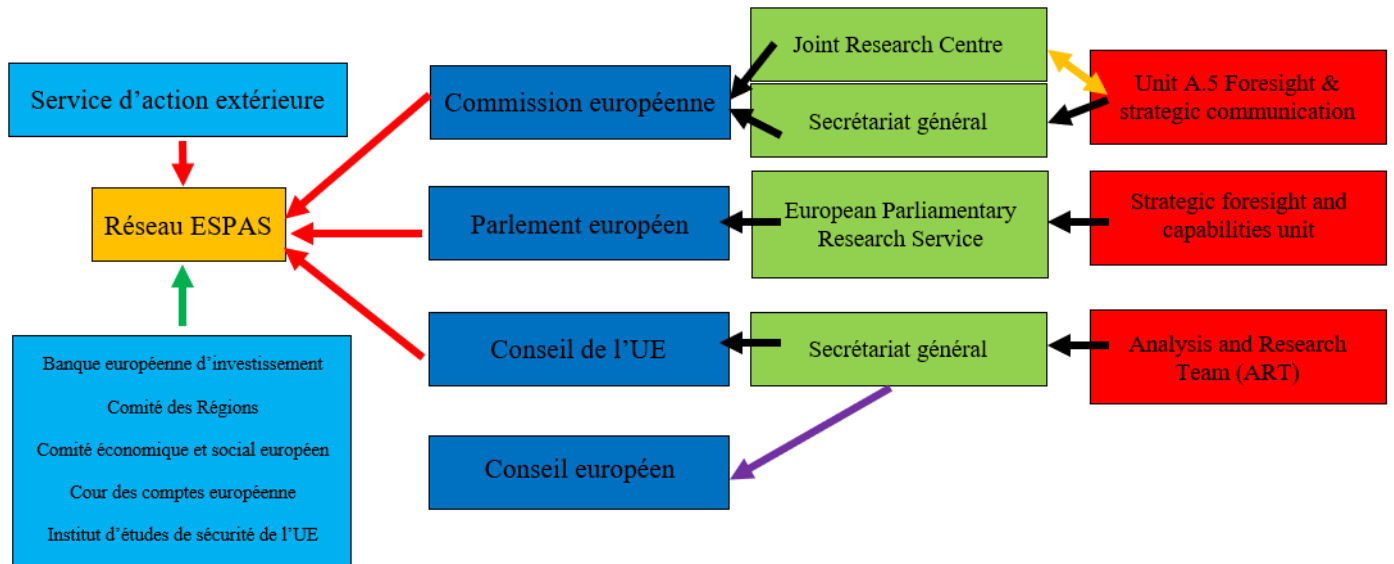 Service d’action extérieure
Réseau ESPAS
Banque européenne d’investissement
Comité des Régions
Comité économique et social européen
Cour des comptes européenne
Institut d’études de sécurité de l’UE
Commission européenne
Parlement européen
Conseil de l’UE
Conseil européen
Joint Research Centre
Secrétariat général
European Parliamentary
Research Service
Secrétariat général
Unit A.5 Foresight &
strategic communication
Strategic foresight and
capabilities unit
Analysis and Research
Team (ART)